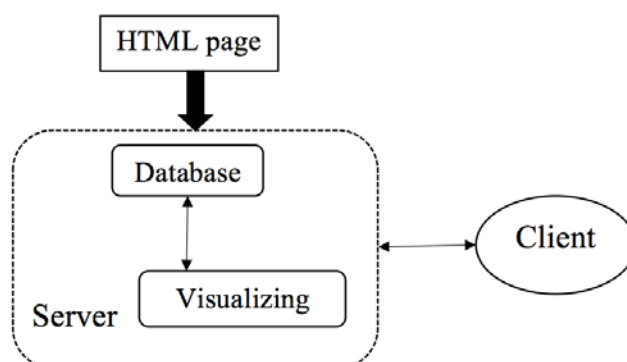 HTML page
Database
Client
Visualizing
Server